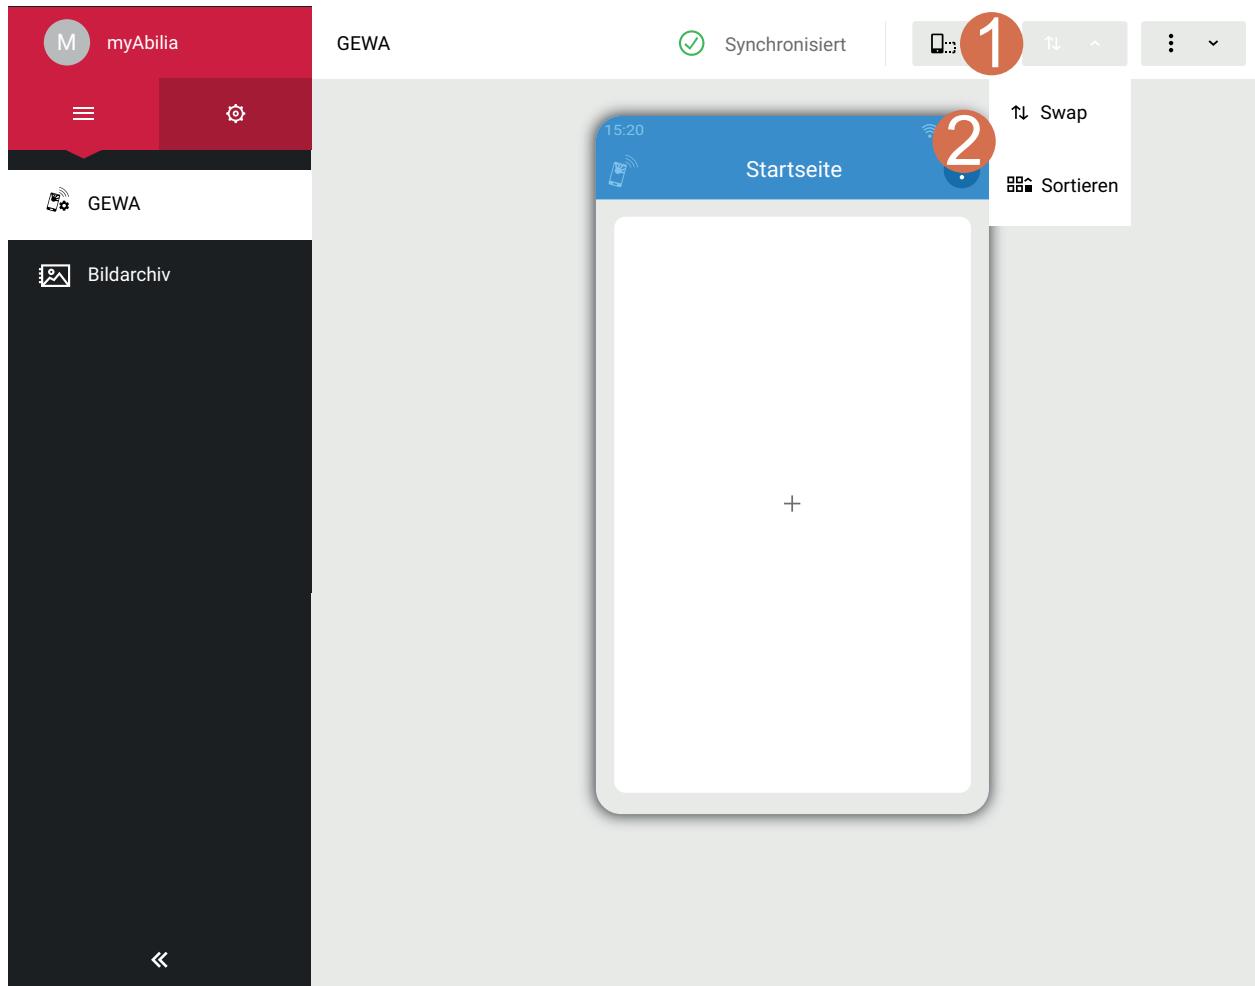 M myAbilia
GEWA
Synchronisiert
1
Swap
2
Sortieren
15:20
Startseite
GEWA
Bildarchiv